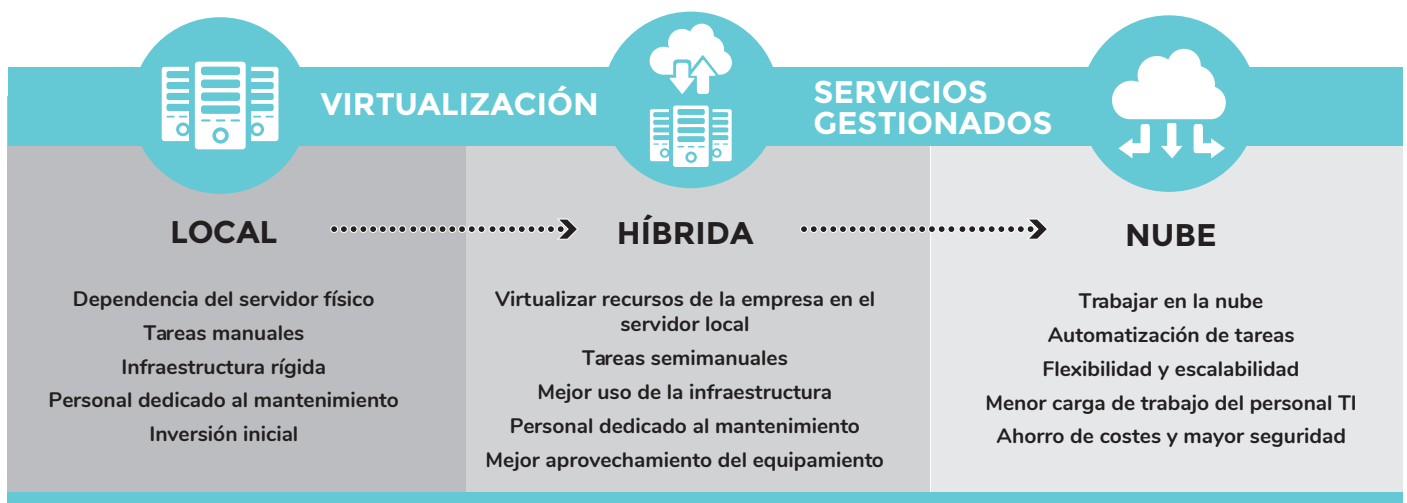 VIRTUALIZACIÓN
SERVICIOS
GESTIONADOS
LOCAL
Dependencia del servidor físico
Tareas manuales
Infraestructura rígida
Personal dedicado al mantenimiento
Inversión inicial
HÍBRIDA
Virtualizar recursos de la empresa en el
servidor local
Tareas semimanuales
Mejor uso de la infraestructura
Personal dedicado al mantenimiento
Mejor aprovechamiento del equipamiento
NUBE
Trabajar en la nube
Automatización de tareas
Flexibilidad y escalabilidad
Menor carga de trabajo del personal TI
Ahorro de costes y mayor seguridad